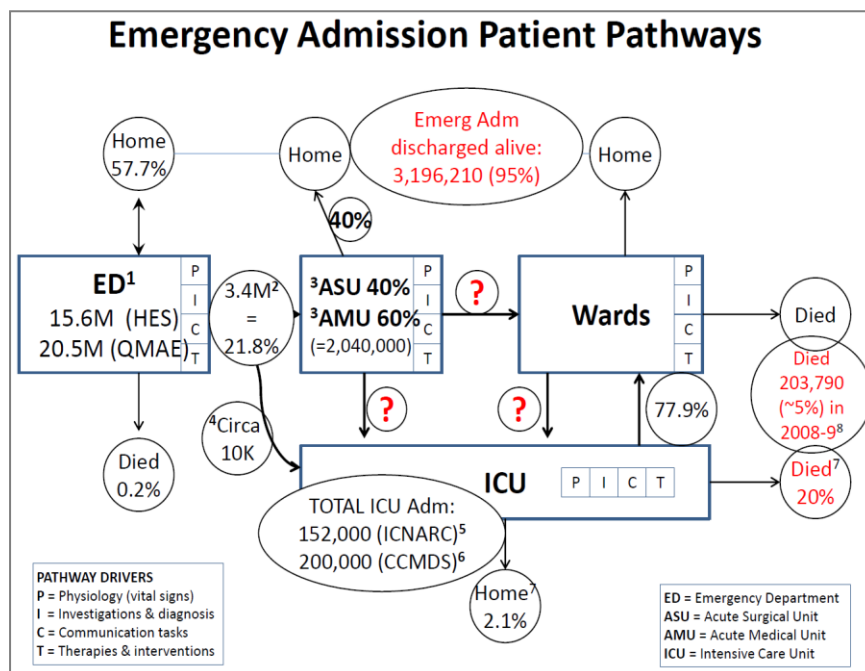 Emergency Admission Patient Pathways
Home
57.7%
Home
Emerg Adm
discharged alive:
3,196,210 (95%)
Home
40%
ED¹
15.6M (HES)
20.5M (QMAE)
P
I
C
T
3.4M²
=
21.8%
³ASU 40%
³AMU 60%
(=2,040,000)
P
I
C
T
?
Wards
P
I
C
T
Died
Died
203,790
(~5%) in
2008-9⁸
⁴Circa
10K
?
?
77.9%
Died
0.2%
ICU
P I C T
Died⁷
20%
TOTAL ICU Adm:
152,000 (ICNARC)⁵
200,000 (CCMDS)⁶
Home⁷
2.1%
PATHWAY DRIVERS
P = Physiology (vital signs)
I = Investigations & diagnosis
C = Communication tasks
T = Therapies & interventions
ED = Emergency Department
ASU = Acute Surgical Unit
AMU = Acute Medical Unit
ICU = Intensive Care Unit